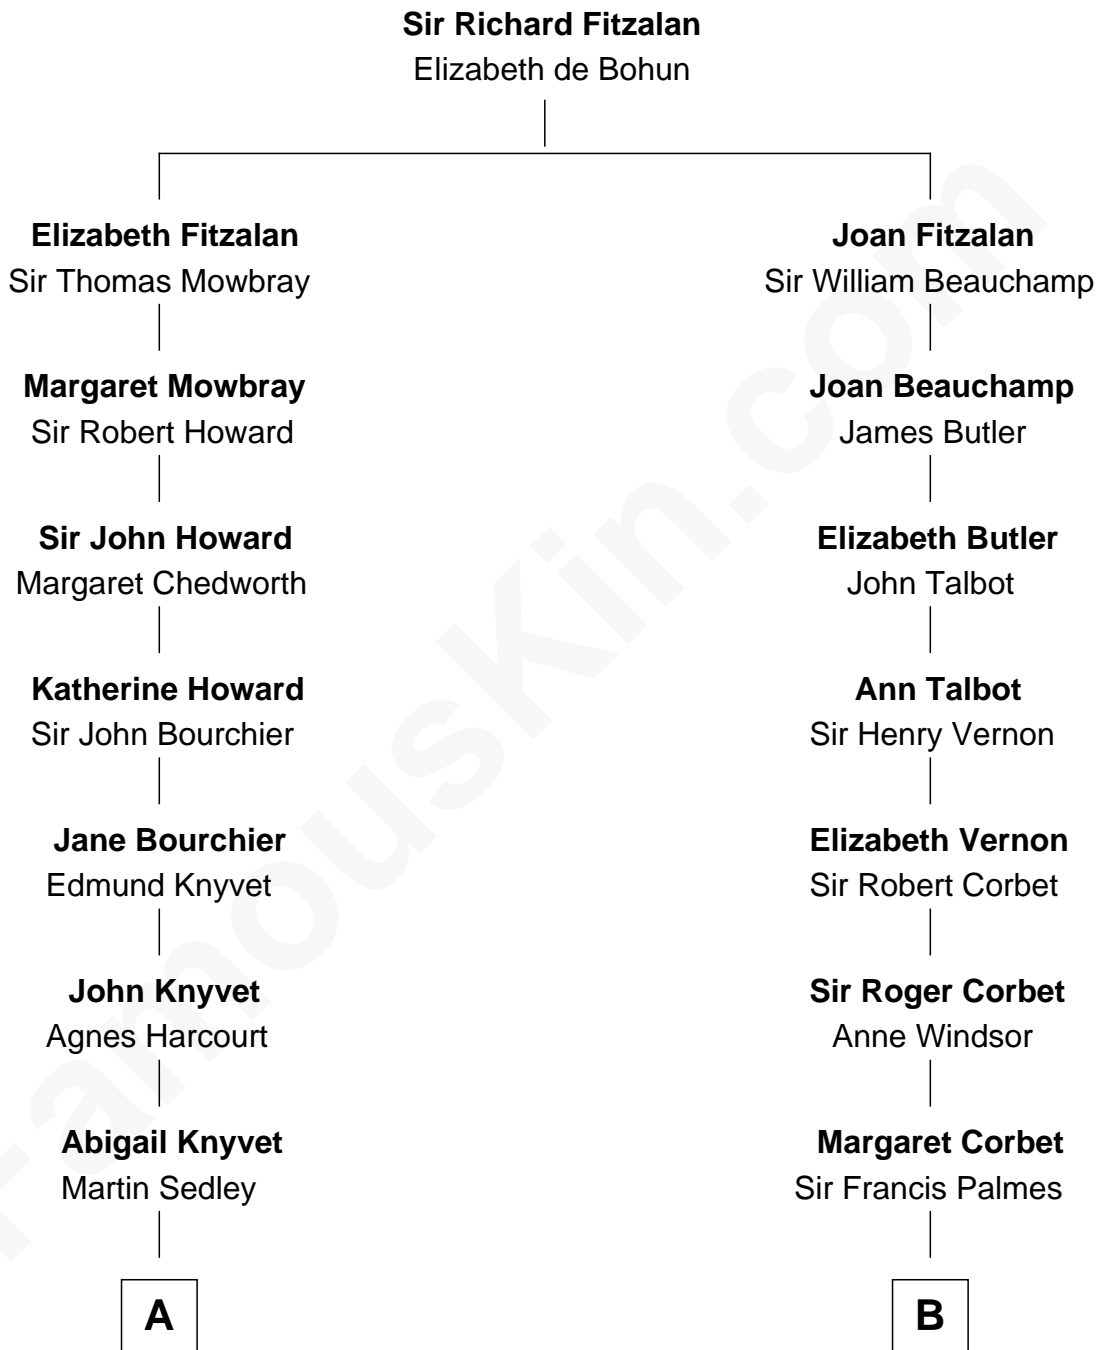 Sir Richard Fitzalan
Elizabeth de Bohun
Elizabeth Fitzalan
Sir Thomas Mowbray
Joan Fitzalan
Sir William Beauchamp
Margaret Mowbray
Sir Robert Howard
Joan Beauchamp
James Butler
Sir John Howard
Margaret Chedworth
Elizabeth Butler
John Talbot
Katherine Howard
Sir John Bourchier
Ann Talbot
Sir Henry Vernon
Jane Bourchier
Edmund Knyvet
Elizabeth Vernon
Sir Robert Corbet
John Knyvet
Agnes Harcourt
Sir Roger Corbet
Anne Windsor
Abigail Knyvet
Martin Sedley
Margaret Corbet
Sir Francis Palmes
A
B
FamousKin.com